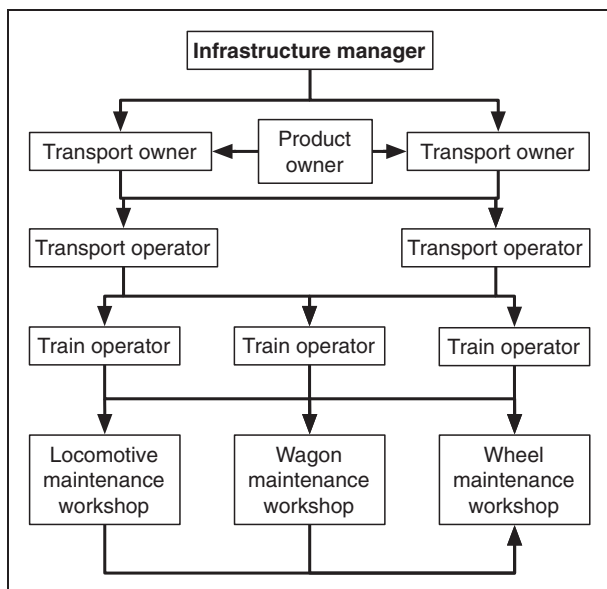 Infrastructure manager
Transport owner
Product
owner
Transport owner
Transport operator
Transport operator
Train operator
Train operator
Train operator
Locomotive
maintenance
workshop
Wagon
maintenance
workshop
Wheel
maintenance
workshop